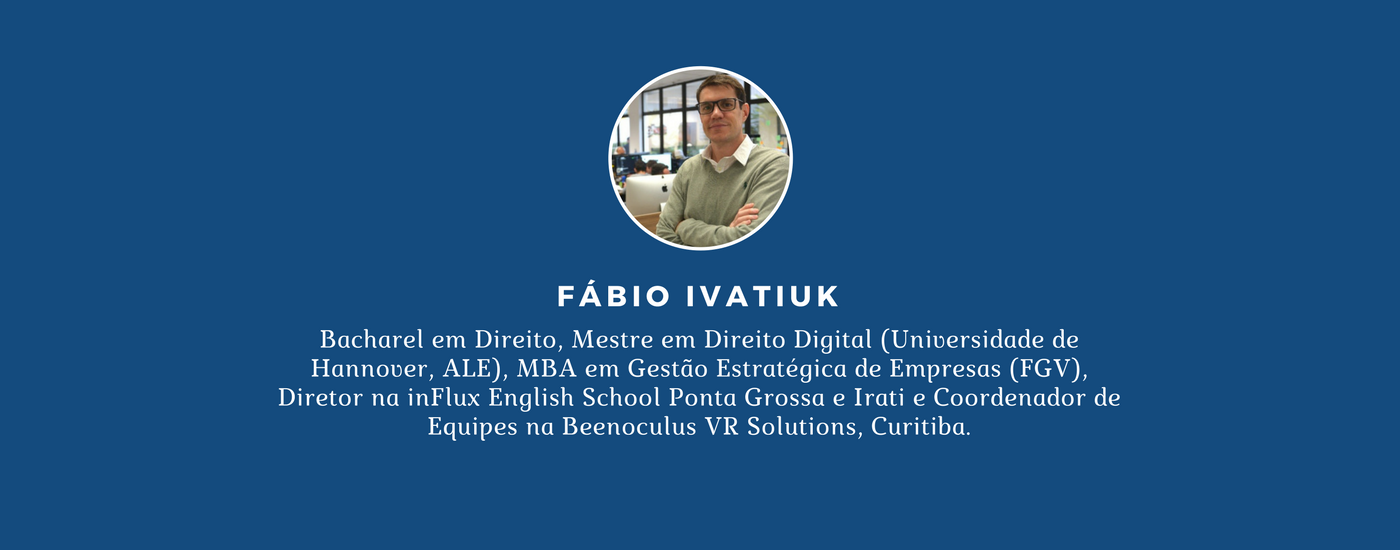 FÁBIO IVATIUK
Bacharel em Direito, Mestre em Direito Digital (Universidade de
Hannover, ALE), MBA em Gestão Estratégica de Empresas (FGV),
Diretor na inFlux English School Ponta Grossa e Irati e Coordenador de
Equipes na Beenoculus VR Solutions, Curitiba.